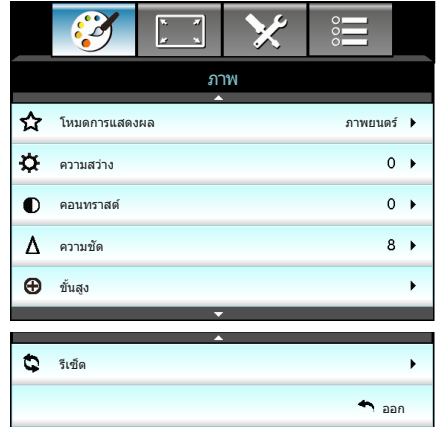 ภาพ
โหมดการแสดงผล ภาพยนตร์
ความสว่าง 0
คอนทราสต์ 0
ความชัด 8
ขั้นสูง
รีเซ็ต
ออก